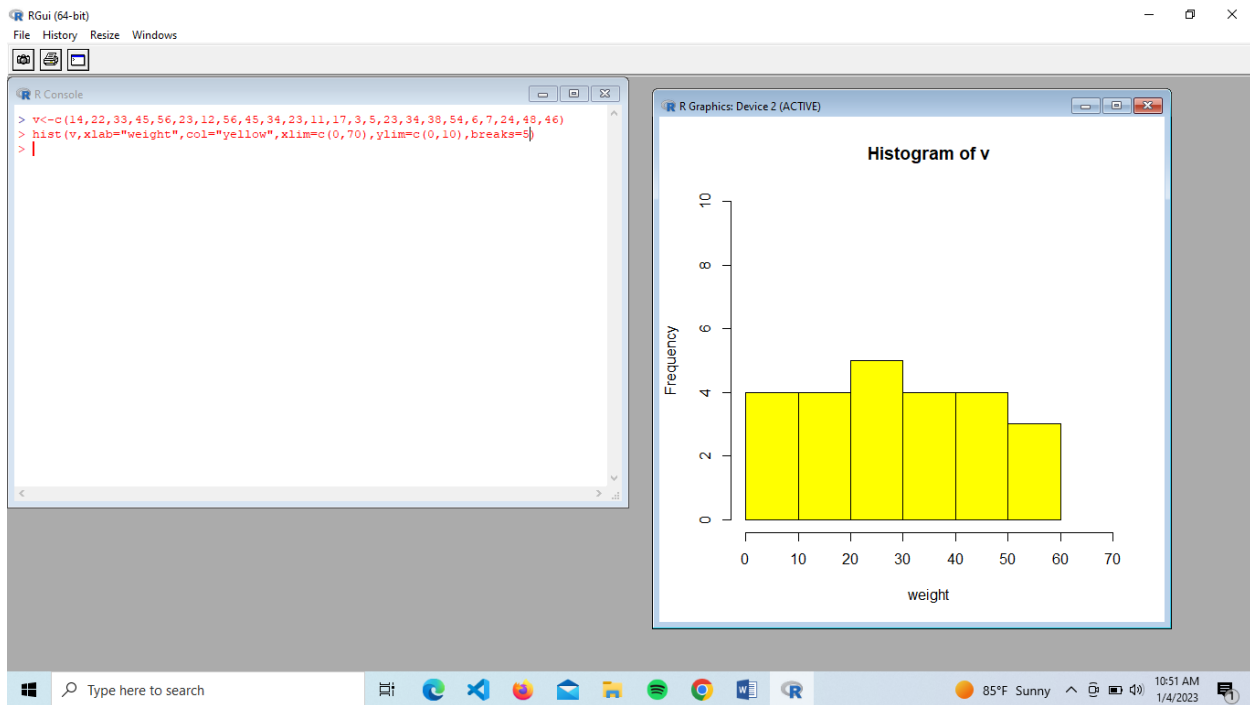 RGui (64-bit)
File History Resize Windows
R Console
> v<-c(14,22,33,45,56,23,12,56,45,34,23,11,17,3,5,23,34,38,54,6,7,24,48,46)
> hist(v,xlab="weight",col="yellow",xlim=c(0,70),ylim=c(0,10),breaks=5)
>
R Graphics: Device 2 (ACTIVE)
Histogram of v
Frequency
10
8
6
4
2
0
0 10 20 30 40 50 60 70
weight
Type here to search
85°F Sunny
10:51 AM
1/4/2023
1